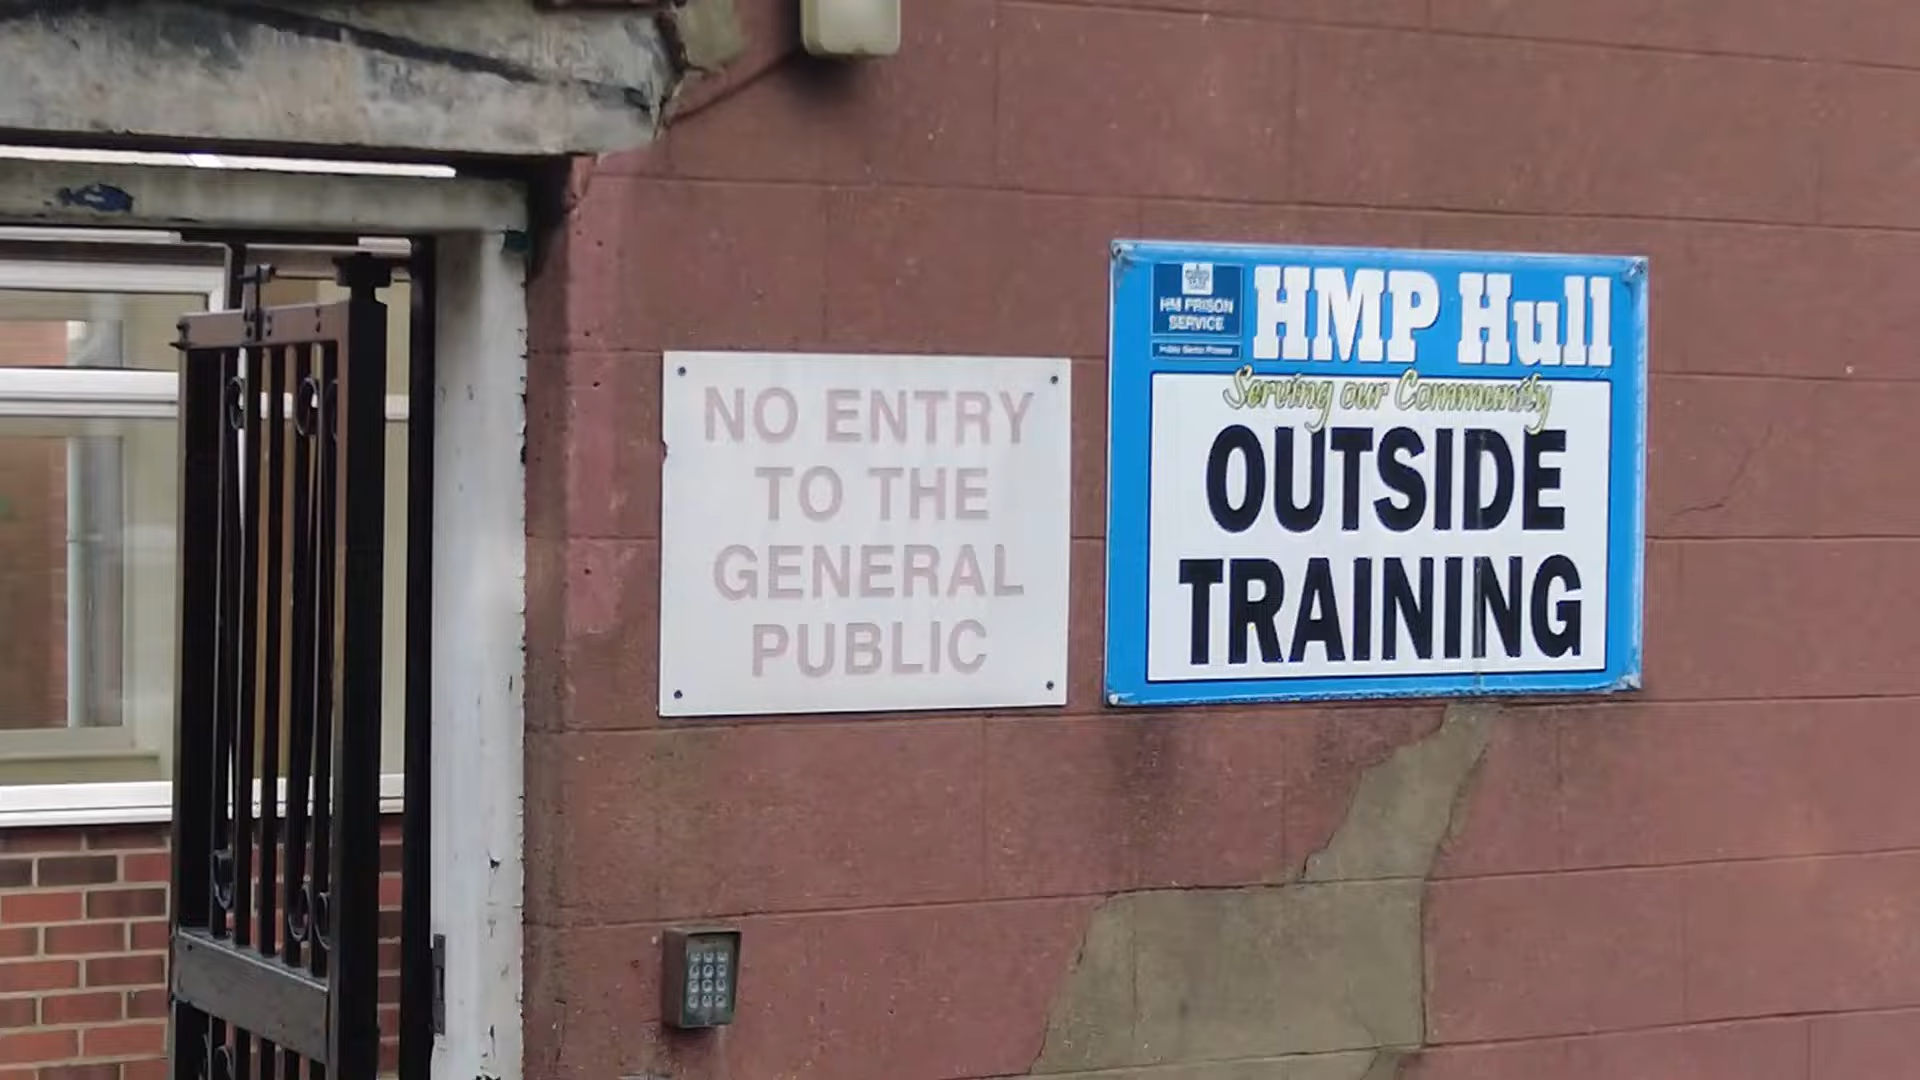 NO ENTRY
TO THE
GENERAL
PUBLIC
HM PRISON
SERVICE
HMP Hull
Serving our Community
OUTSIDE
TRAINING